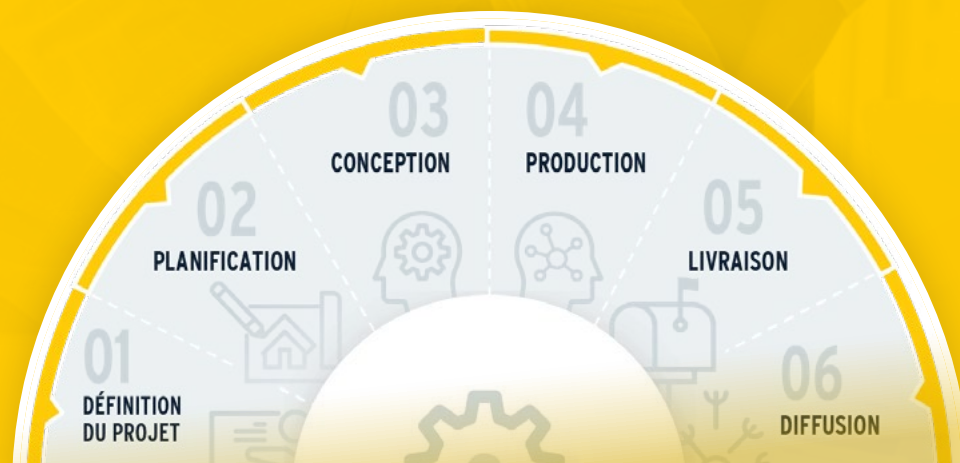 01
DÉFINITION
DU PROJET
02
PLANIFICATION
03
CONCEPTION
04
PRODUCTION
05
LIVRAISON
06
DIFFUSION